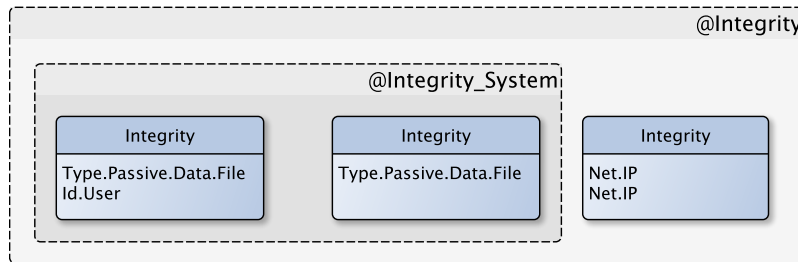 @Integrity
@Integrity_System
Integrity
Type.Passive.Data.File
Id.User
Integrity
Type.Passive.Data.File
Integrity
Net.IP
Net.IP